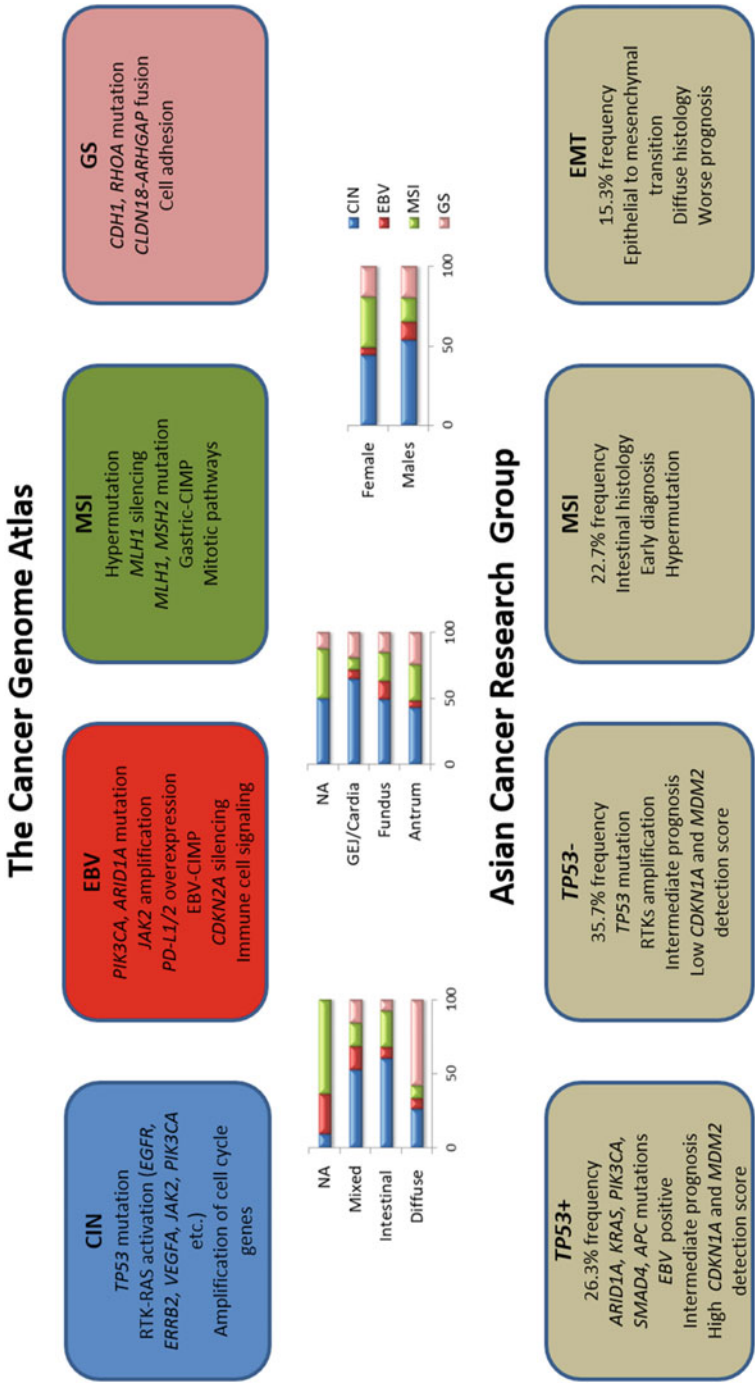 The Cancer Genome Atlas
CIN
TP53 mutation
RTK-RAS activation (EGFR,
ERRB2, VEGFA, JAK2, PIK3CA
etc.)
Amplification of cell cycle
genes
EBV
PIK3CA, ARID1A mutation
JAK2 amplification
PD-L1/2 overexpression
EBV-CIMP
CDKN2A silencing
Immune cell signaling
MSI
Hypermutation
MLH1 silencing
MLH1, MSH2 mutation
Gastric-CIMP
Mitotic pathways
GS
CDH1, RHOA mutation
CLDN18-ARHGAP fusion
Cell adhesion
NA
Mixed
Intestinal
Diffuse
0 50 100
NA
GEJ/Cardia
Fundus
Antrum
0 50 100
Female
Males
0 50 100
CIN
EBV
MSI
GS
Asian Cancer Research Group
TP53+
26.3% frequency
ARID1A, KRAS, PIK3CA,
SMAD4, APC mutations
EBV positive
Intermediate prognosis
High CDKN1A and MDM2
detection score
TP53-
35.7% frequency
TP53 mutation
RTKs amplification
Intermediate prognosis
Low CDKN1A and MDM2
detection score
MSI
22.7% frequency
Intestinal histology
Early diagnosis
Hypermutation
EMT
15.3% frequency
Epithelial to mesenchymal
transition
Diffuse histology
Worse prognosis